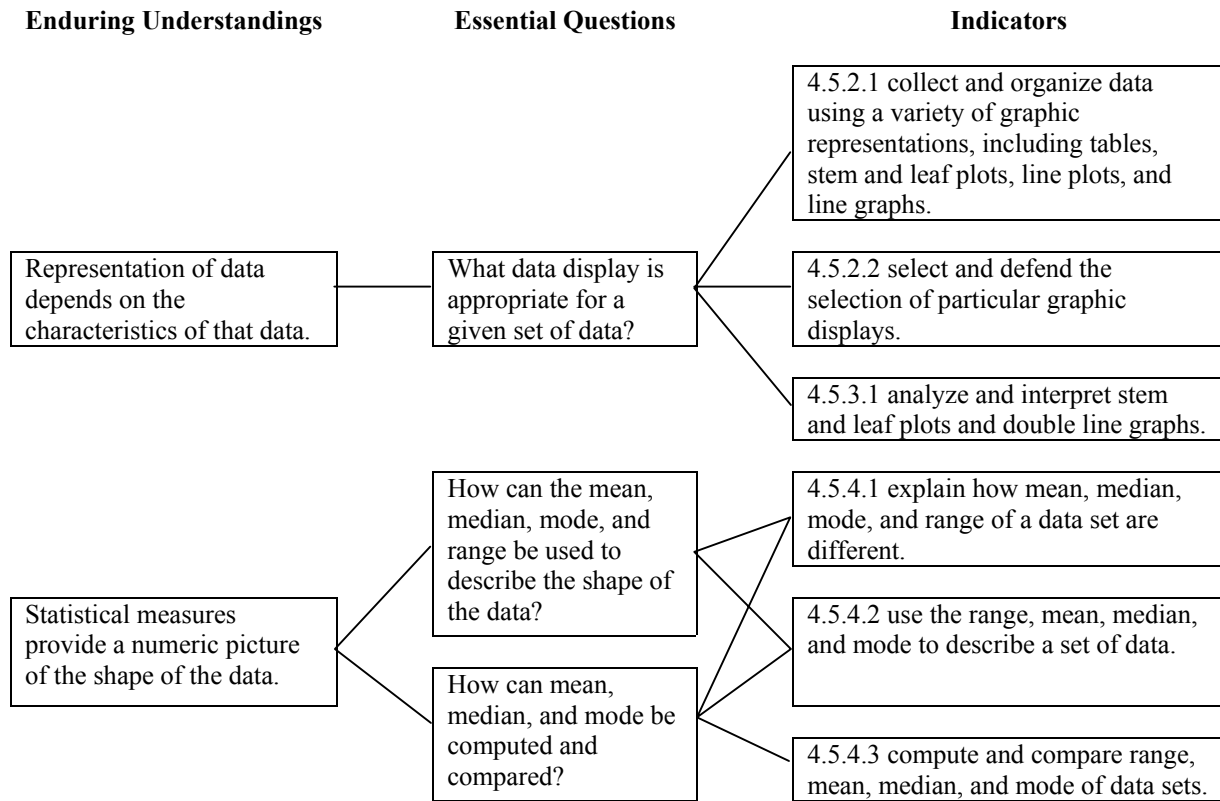 Enduring Understandings
Essential Questions
Indicators
4.5.2.1 collect and organize data
using a variety of graphic
representations, including tables,
stem and leaf plots, line plots, and
line graphs.
Representation of data
depends on the
characteristics of that data.
What data display is
appropriate for a
given set of data?
4.5.2.2 select and defend the
selection of particular graphic
displays.
4.5.3.1 analyze and interpret stem
and leaf plots and double line graphs.
Statistical measures
provide a numeric picture
of the shape of the data.
How can the mean,
median, mode, and
range be used to
describe the shape of
the data?
How can mean,
median, and mode be
computed and
compared?
4.5.4.1 explain how mean, median,
mode, and range of a data set are
different.
4.5.4.2 use the range, mean, median,
and mode to describe a set of data.
4.5.4.3 compute and compare range,
mean, median, and mode of data sets.